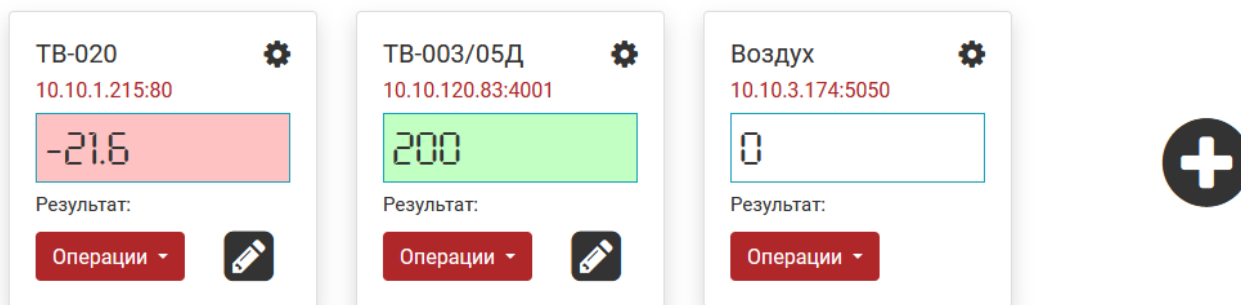 ТВ-020
10.10.1.215:80
-21.6
Результат:
Операции
ТВ-003/05Д
10.10.120.83:4001
200
Результат:
Операции
Воздух
10.10.3.174:5050
0
Результат:
Операции